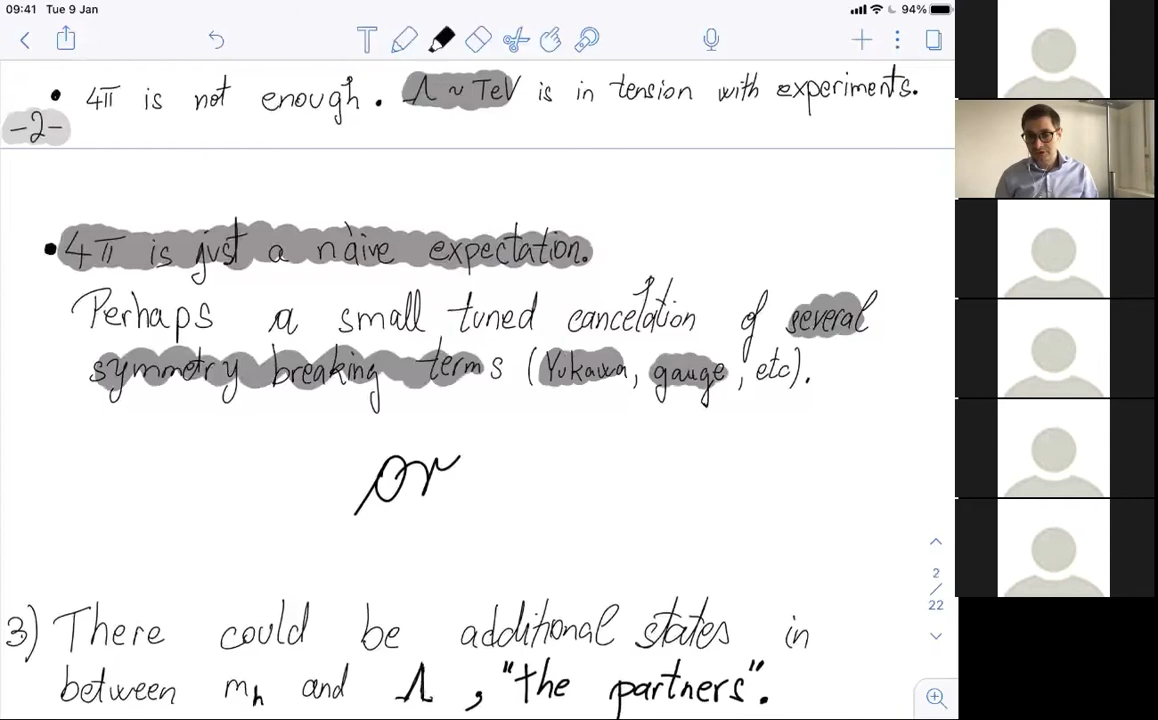 09:41 Tue 9 Jan 94%
• 4π is not enough. Λ ~ TeV is in tension with experiments.
-2-
• 4π is just a nàive expectation.
Perhaps a small tuned cancelation of several
symmetry breaking terms (Yukawa, gauge, etc).
or
2
/
22
3) There could be additional states in
between mₕ and Λ, "the partners".